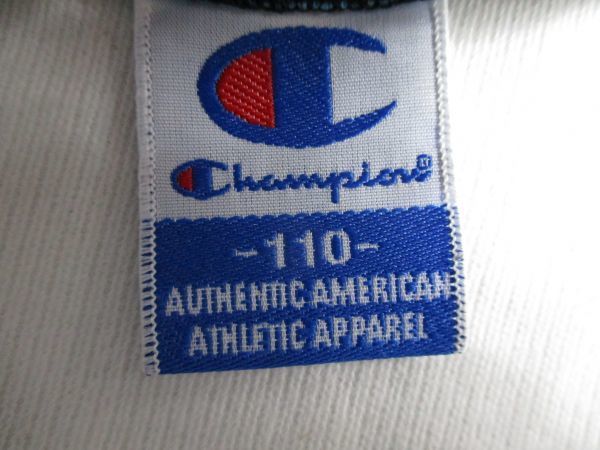 Champion®
-110-
AUTHENTIC AMERICAN
ATHLETIC APPAREL